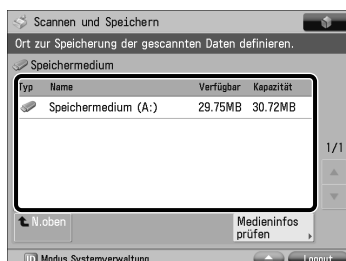 Scannen und Speichern
Ort zur Speicherung der gescannten Daten definieren.
Speichermedium
Typ Name Verfügbar Kapazität
Speichermedium (A:) 29.75MB 30.72MB
1/1
N.oben
Medieninfos
prüfen
ID Modus Systemverwaltung Logout